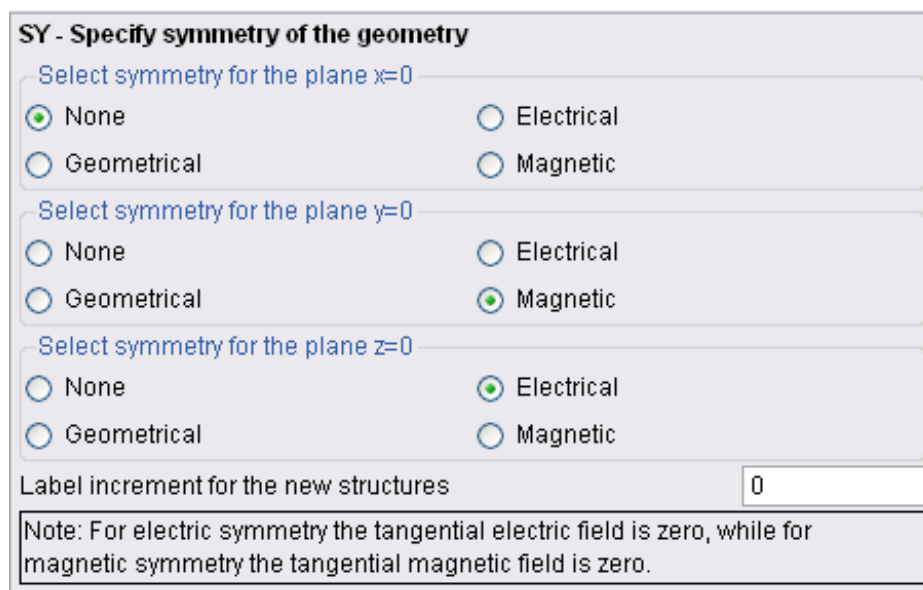 SY - Specify symmetry of the geometry
Select symmetry for the plane x=0
None Electrical
Geometrical Magnetic
Select symmetry for the plane y=0
None Electrical
Geometrical Magnetic
Select symmetry for the plane z=0
None Electrical
Geometrical Magnetic
Label increment for the new structures 0
Note: For electric symmetry the tangential electric field is zero, while for
magnetic symmetry the tangential magnetic field is zero.